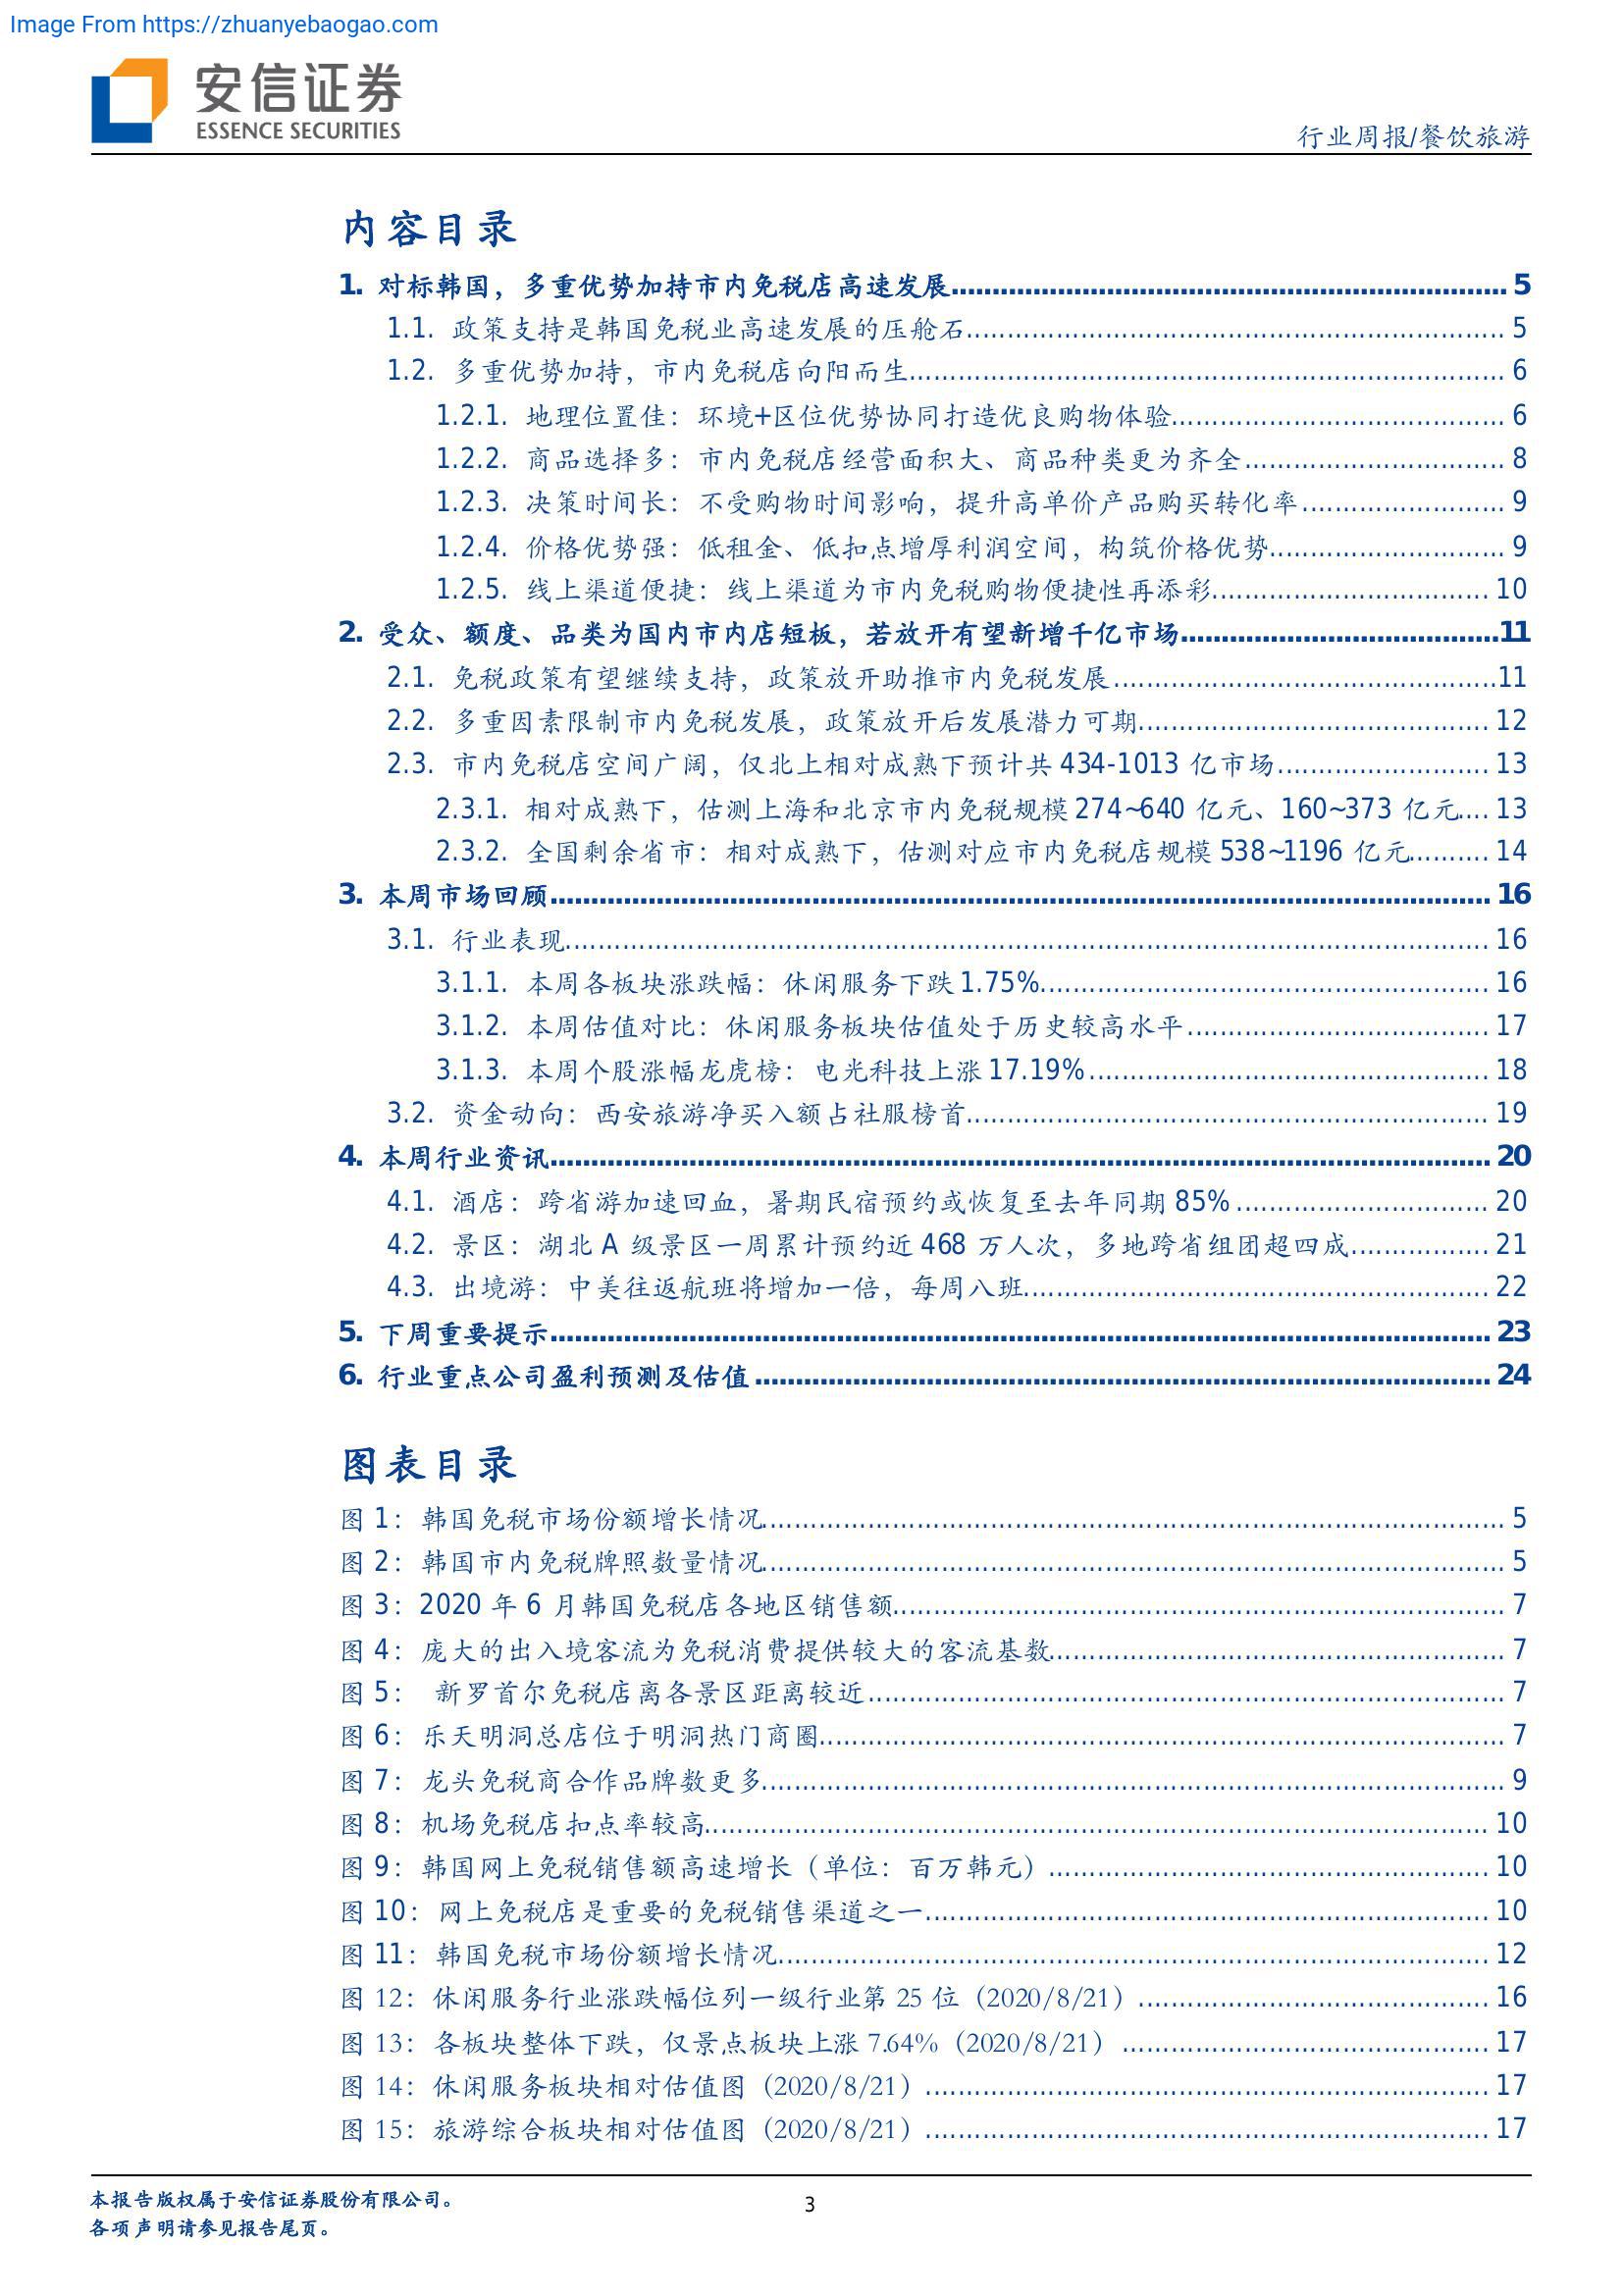 Image From https://zhuanyebaogao.com
安信证券
ESSENCE SECURITIES
行业周报/餐饮旅游
内容目录
1. 对标韩国，多重优势加持市内免税店高速发展 5
1.1. 政策支持是韩国免税业高速发展的压舱石 5
1.2. 多重优势加持，市内免税店向阳而生 6
1.2.1. 地理位置佳：环境+区位优势协同打造优良购物体验 6
1.2.2. 商品选择多：市内免税店经营面积大、商品种类更为齐全 8
1.2.3. 决策时间长：不受购物时间影响，提升高单价产品购买转化率 9
1.2.4. 价格优势强：低租金、低扣点增厚利润空间，构筑价格优势 9
1.2.5. 线上渠道便捷：线上渠道为市内免税购物便捷性再添彩 10
2. 受众、额度、品类为国内市内店短板，若放开有望新增千亿市场 11
2.1. 免税政策有望继续支持，政策放开助推市内免税发展 11
2.2. 多重因素限制市内免税发展，政策放开后发展潜力可期 12
2.3. 市内免税店空间广阔，仅北上相对成熟下预计共 434-1013 亿市场 13
2.3.1. 相对成熟下，估测上海和北京市内免税规模 274~640 亿元、160~373 亿元 13
2.3.2. 全国剩余省市：相对成熟下，估测对应市内免税店规模 538~1196 亿元 14
3. 本周市场回顾 16
3.1. 行业表现 16
3.1.1. 本周各板块涨跌幅：休闲服务下跌 1.75% 16
3.1.2. 本周估值对比：休闲服务板块估值处于历史较高水平 17
3.1.3. 本周个股涨幅龙虎榜：电光科技上涨 17.19% 18
3.2. 资金动向：西安旅游净买入额占社服榜首 19
4. 本周行业资讯 20
4.1. 酒店：跨省游加速回血，暑期民宿预约或恢复至去年同期 85% 20
4.2. 景区：湖北 A 级景区一周累计预约近 468 万人次，多地跨省组团超四成 21
4.3. 出境游：中美往返航班将增加一倍，每周八班 22
5. 下周重要提示 23
6. 行业重点公司盈利预测及估值 24
图表目录
图 1：韩国免税市场份额增长情况 5
图 2：韩国市内免税牌照数量情况 5
图 3：2020 年 6 月韩国免税店各地区销售额 7
图 4：庞大的出入境客流为免税消费提供较大的客流基数 7
图 5： 新罗首尔免税店离各景区距离较近 7
图 6：乐天明洞总店位于明洞热门商圈 7
图 7：龙头免税商合作品牌数更多 9
图 8：机场免税店扣点率较高 10
图 9：韩国网上免税销售额高速增长（单位：百万韩元） 10
图 10：网上免税店是重要的免税销售渠道之一 10
图 11：韩国免税市场份额增长情况 12
图 12：休闲服务行业涨跌幅位列一级行业第 25 位（2020/8/21） 16
图 13：各板块整体下跌，仅景点板块上涨 7.64%（2020/8/21） 17
图 14：休闲服务板块相对估值图（2020/8/21） 17
图 15：旅游综合板块相对估值图（2020/8/21） 17
本报告版权属于安信证券股份有限公司。
各项声明请参见报告尾页。
3